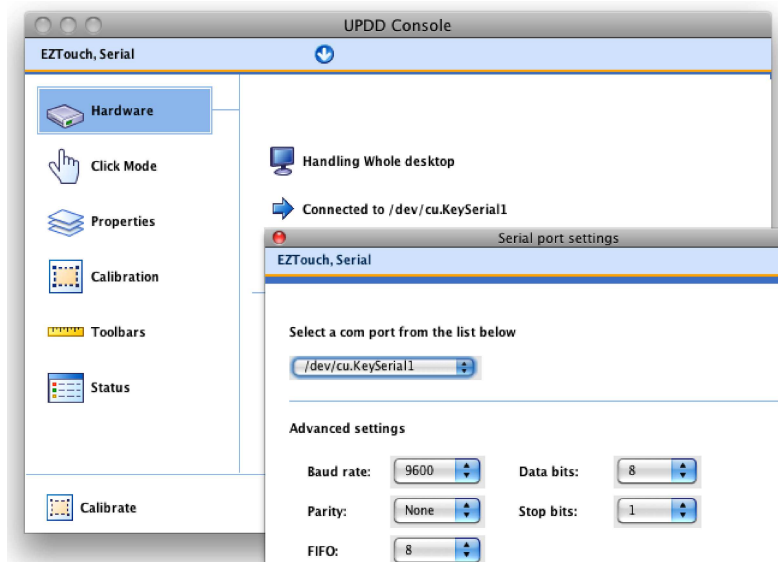 UPDD Console
EZTouch, Serial
Hardware
Click Mode
Properties
Calibration
Toolbars
Status
Calibrate
Handling Whole desktop
Connected to /dev/cu.KeySerial1
Serial port settings
EZTouch, Serial
Select a com port from the list below
/dev/cu.KeySerial1
Advanced settings
Baud rate: 9600 Data bits: 8
Parity: None Stop bits: 1
FIFO: 8